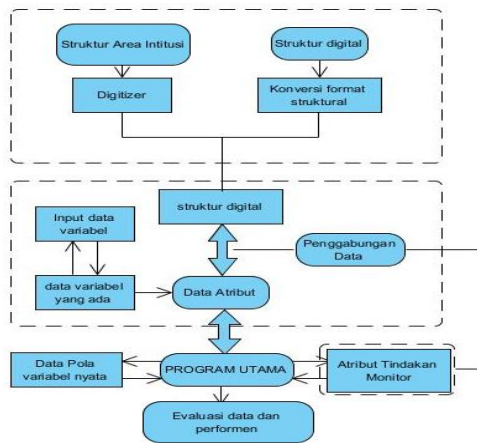 Struktur Area Intitusi
Struktur digital
Digitizer
Konversi format
struktural
struktur digital
Input data
variabel
Penggabungan
Data
data variabel
yang ada
Data Atribut
Data Pola
variabel nyata
PROGRAM UTAMA
Atribut Tindakan
Monitor
Evaluasi data dan
performen